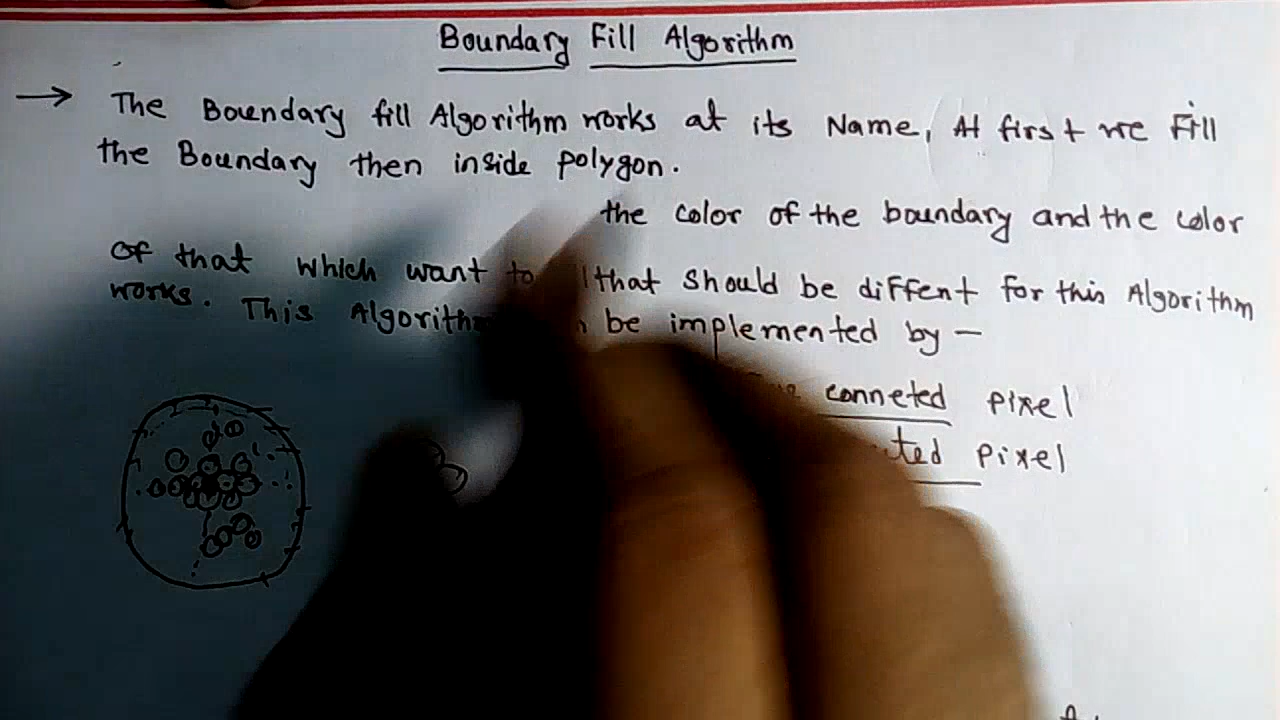 Boundary Fill Algorithm
→ The Boundary fill Algorithm works at its Name, At first we Fill
the Boundary then inside polygon.
the color of the boundary and the color
of that which want to that should be diffent for this Algorithm
works. This Algorithm be implemented by —
conneted pixel
pixel